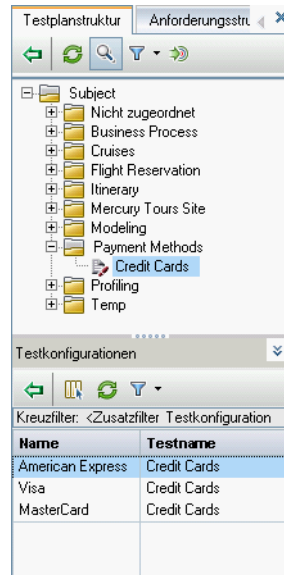 Testplanstruktur Anforderungsstru
Subject
Nicht zugeordnet
Business Process
Cruises
Flight Reservation
Itinerary
Mercury Tours Site
Modeling
Payment Methods
Credit Cards
Profiling
Temp
Testkonfigurationen
Kreuzfilter: <Zusatzfilter Testkonfiguration
Name Testname
American Express Credit Cards
Visa Credit Cards
MasterCard Credit Cards